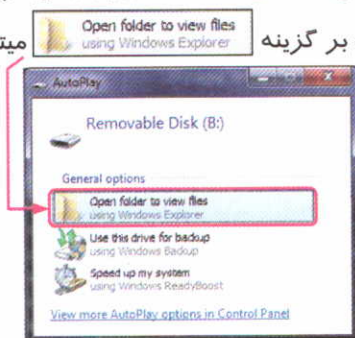 بر گزینه Open folder to view files
using Windows Explorer
AutoPlay
Removable Disk (8:)
General options
Open folder to view files
using Windows Explorer
Use this drive for backup
using Windows Backup
Speed up my system
using Windows ReadyBoost
View more AutoPlay options in Control Panel